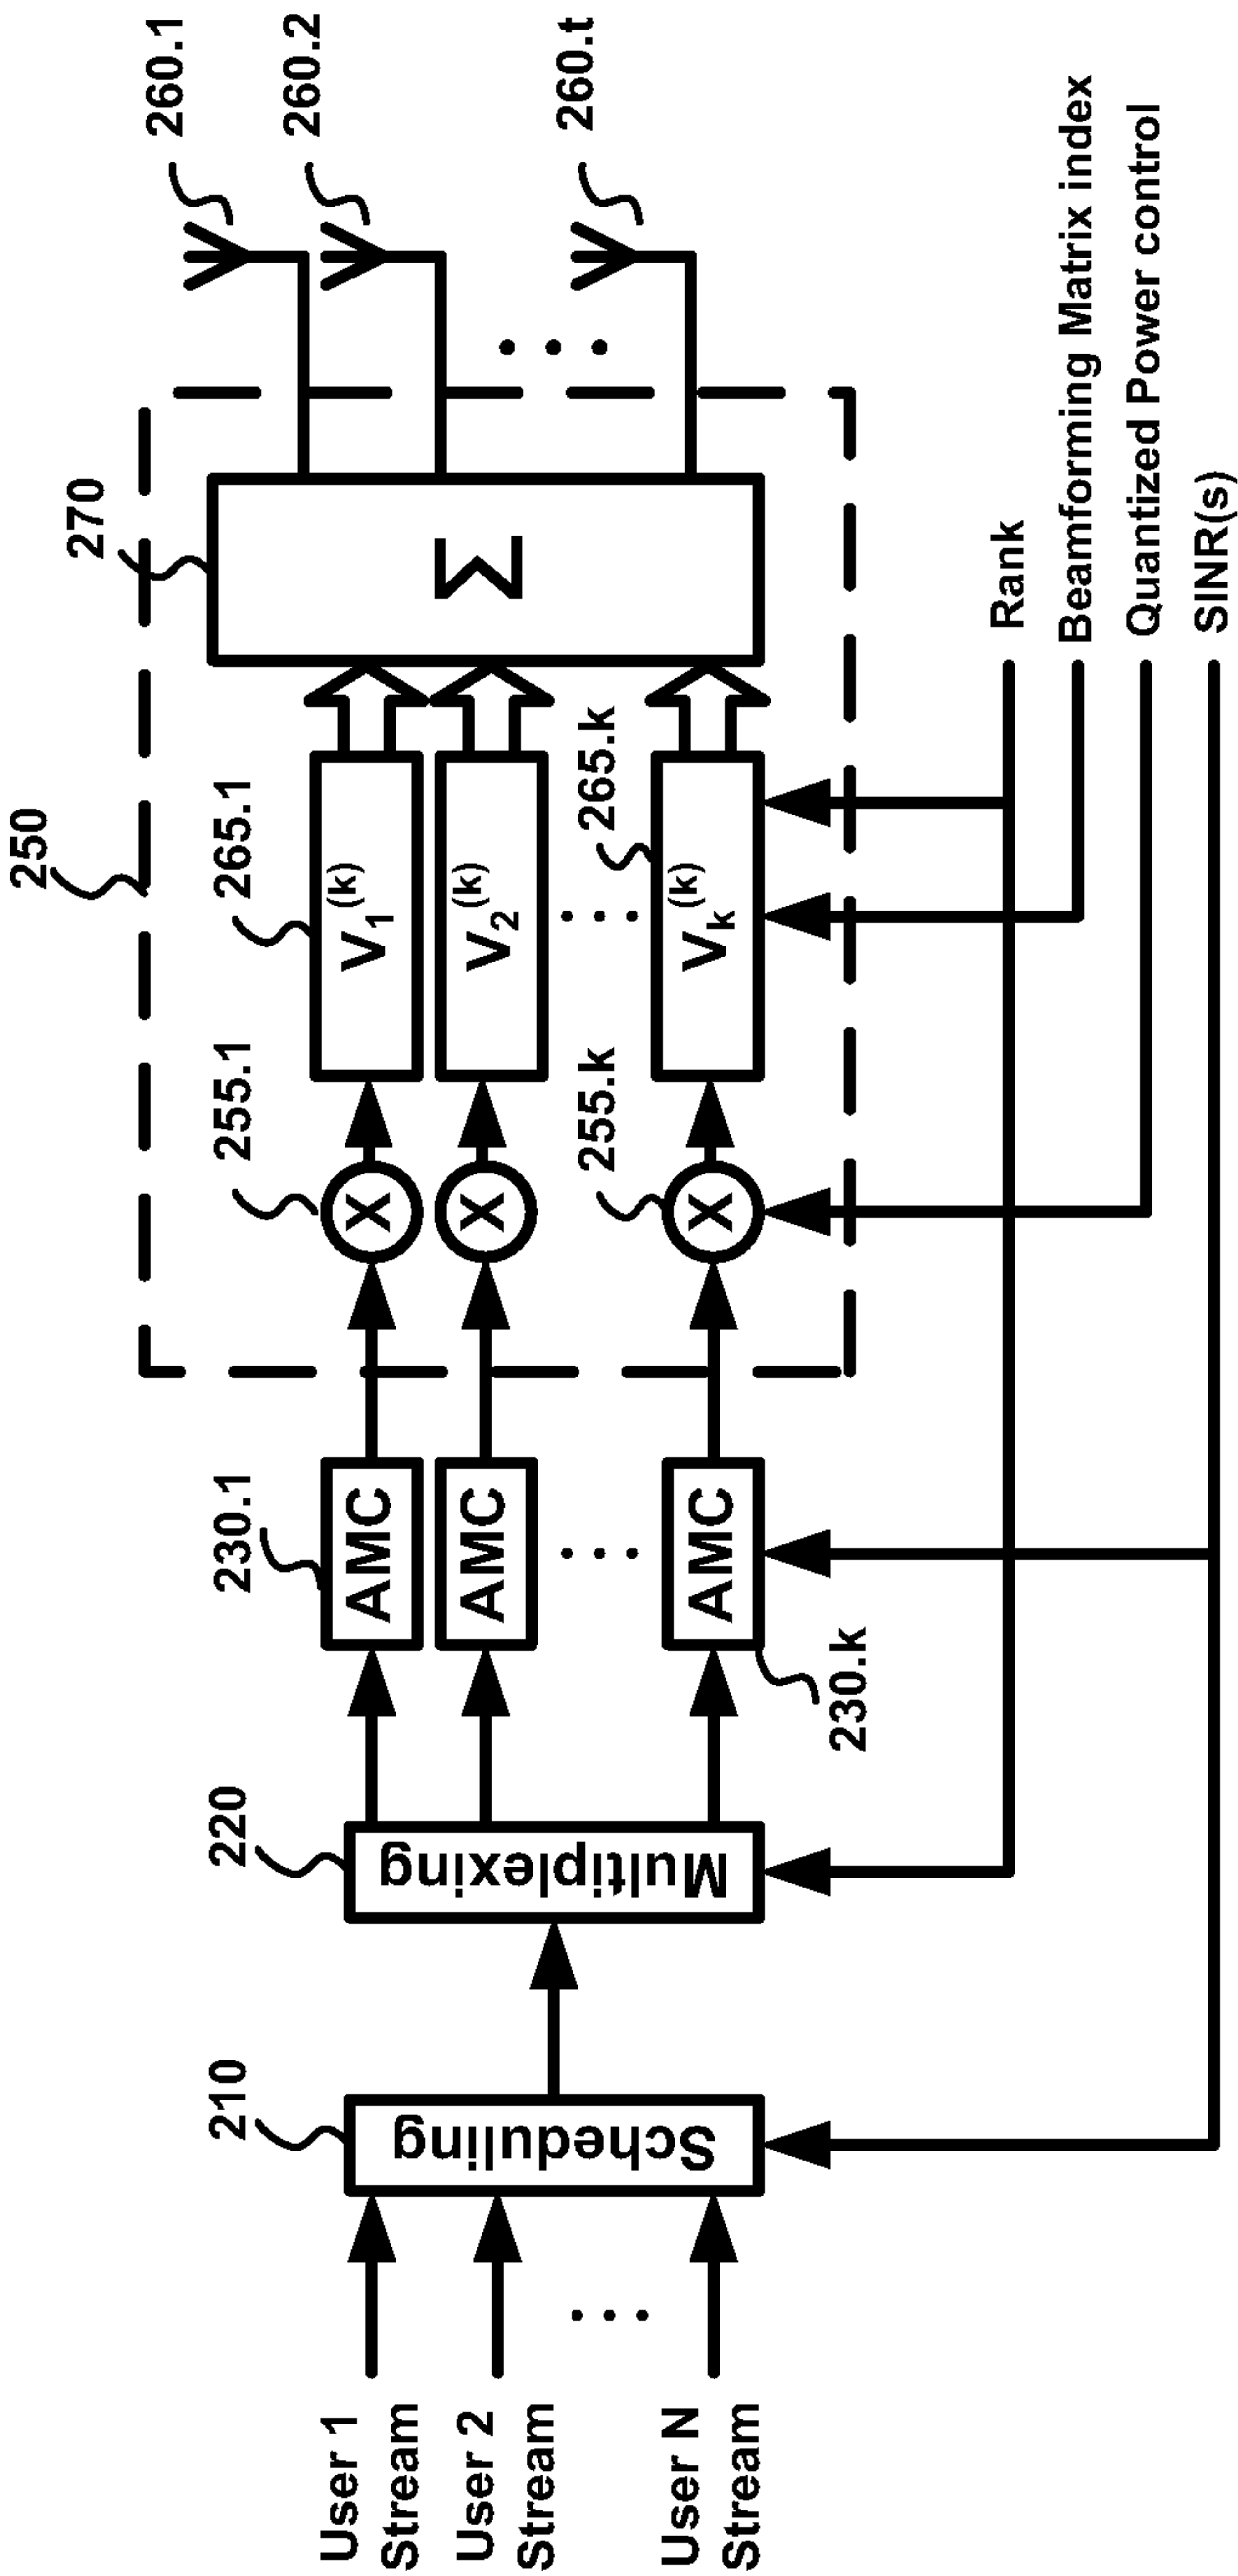 250
270
260.1
260.2
260.t
210
220
230.1
255.1
265.1
User 1
Stream
User 2
Stream
User N
Stream
Scheduling
Multiplexing
AMC
AMC
AMC
X
X
X
V1(k)
V2(k)
Vk(k)
Σ
255.k
265.k
230.k
Rank
Beamforming Matrix index
Quantized Power control
SINR(s)